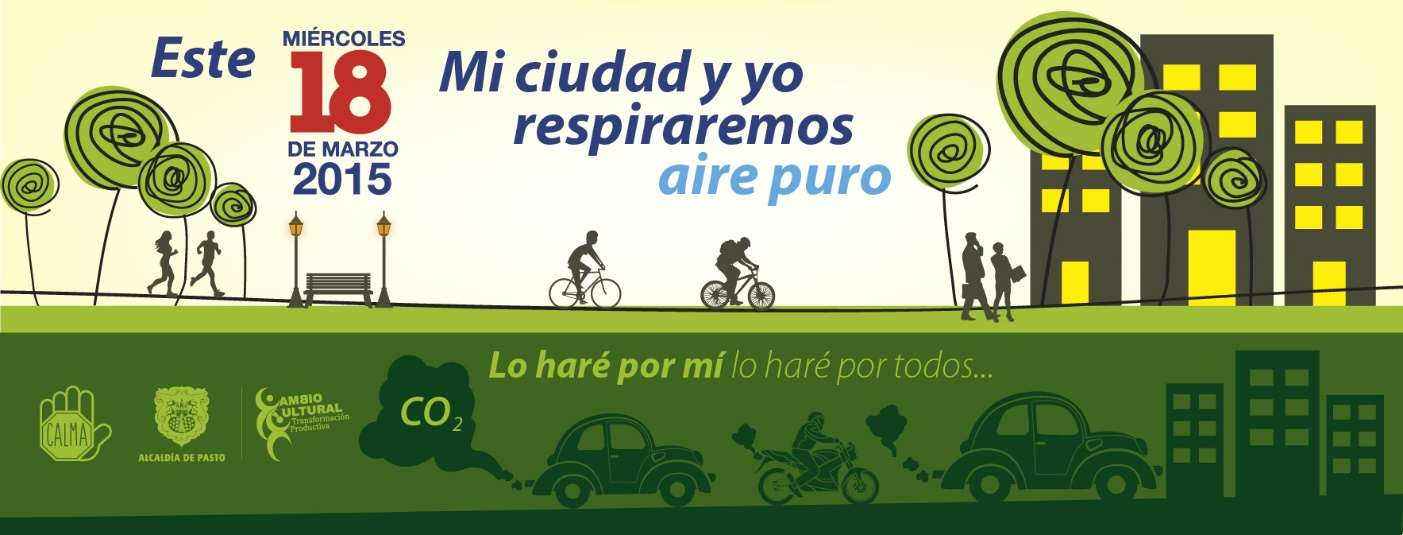 Este
MIÉRCOLES
18
DE MARZO
2015
Mi ciudad y yo
respiraremos
aire puro
Lo haré por mí lo haré por todos...
CO2
CALMA
ALCALDÍA DE PASTO
CAMBIO
CULTURAL
Transformación
Productiva